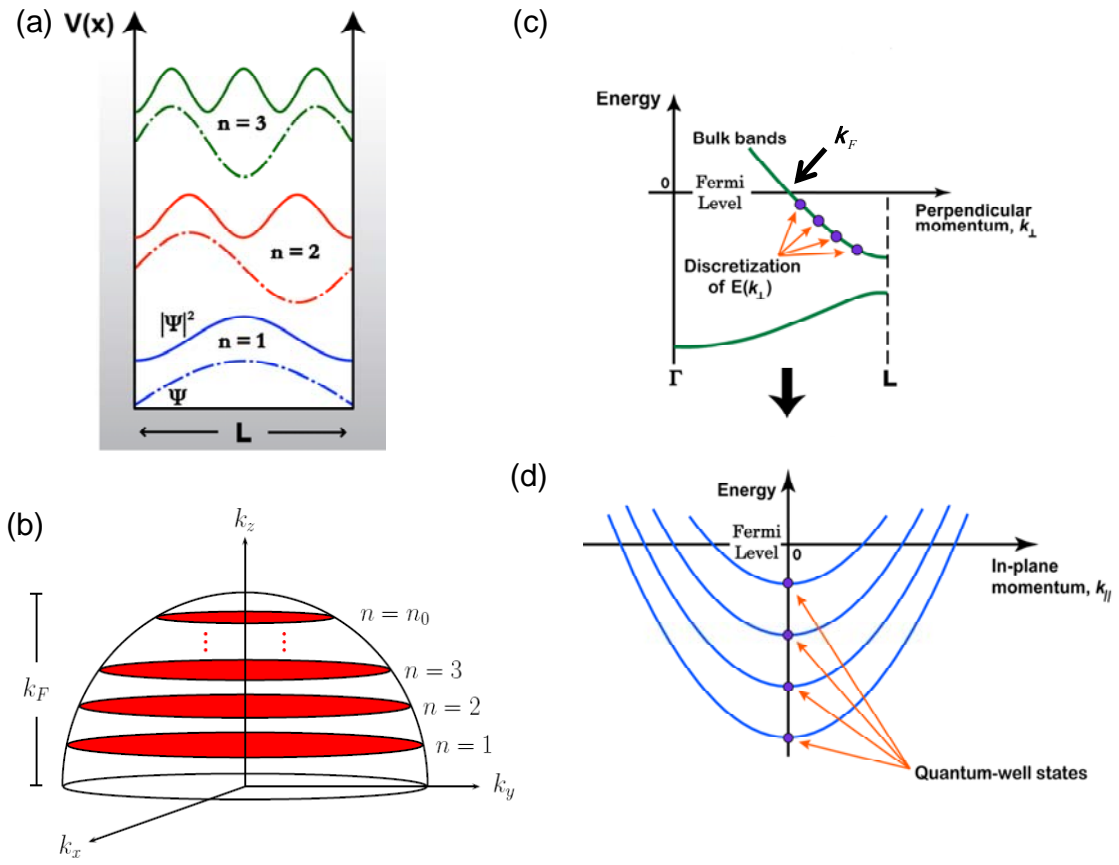 (a)
V(x)
n = 3
n = 2
|Ψ|²
n = 1
Ψ
L
(b)
k_z
n = n_0
n = 3
k_F
n = 2
n = 1
k_y
k_x
(c)
Energy
Bulk bands
k_F
0
Fermi
Level
Perpendicular
momentum, k_⊥
Discretization
of E(k_⊥)
Γ
L
(d)
Energy
Fermi
Level
0
In-plane
momentum, k_||
Quantum-well states